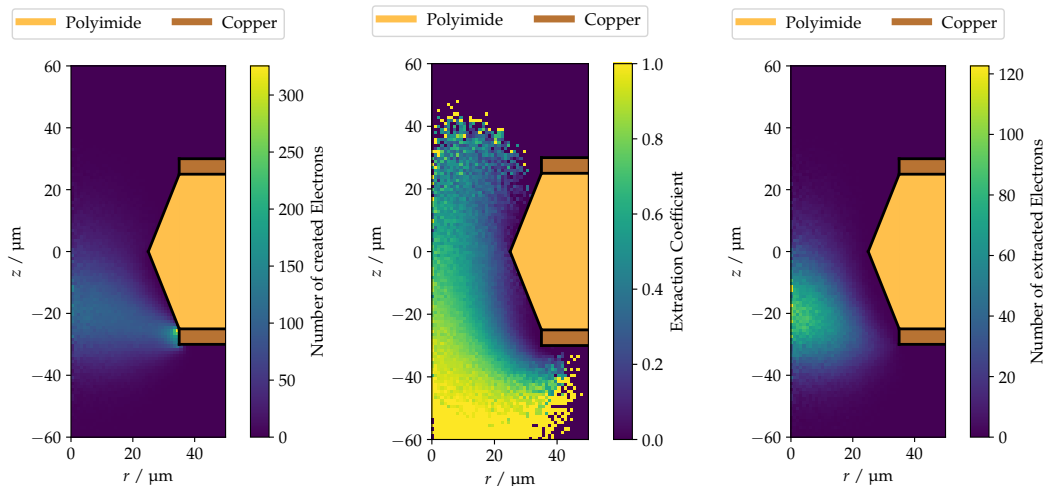 Polyimide Copper
60
40
20
0
−20
−40
−60
z / µm
0 20 40
r / µm
300
250
200
150
100
50
0
Number of created Electrons
Polyimide Copper
60
40
20
0
−20
−40
−60
z / µm
0 20 40
r / µm
1.0
0.8
0.6
0.4
0.2
0.0
Extraction Coefficient
Polyimide Copper
60
40
20
0
−20
−40
−60
z / µm
0 20 40
r / µm
120
100
80
60
40
20
0
Number of extracted Electrons